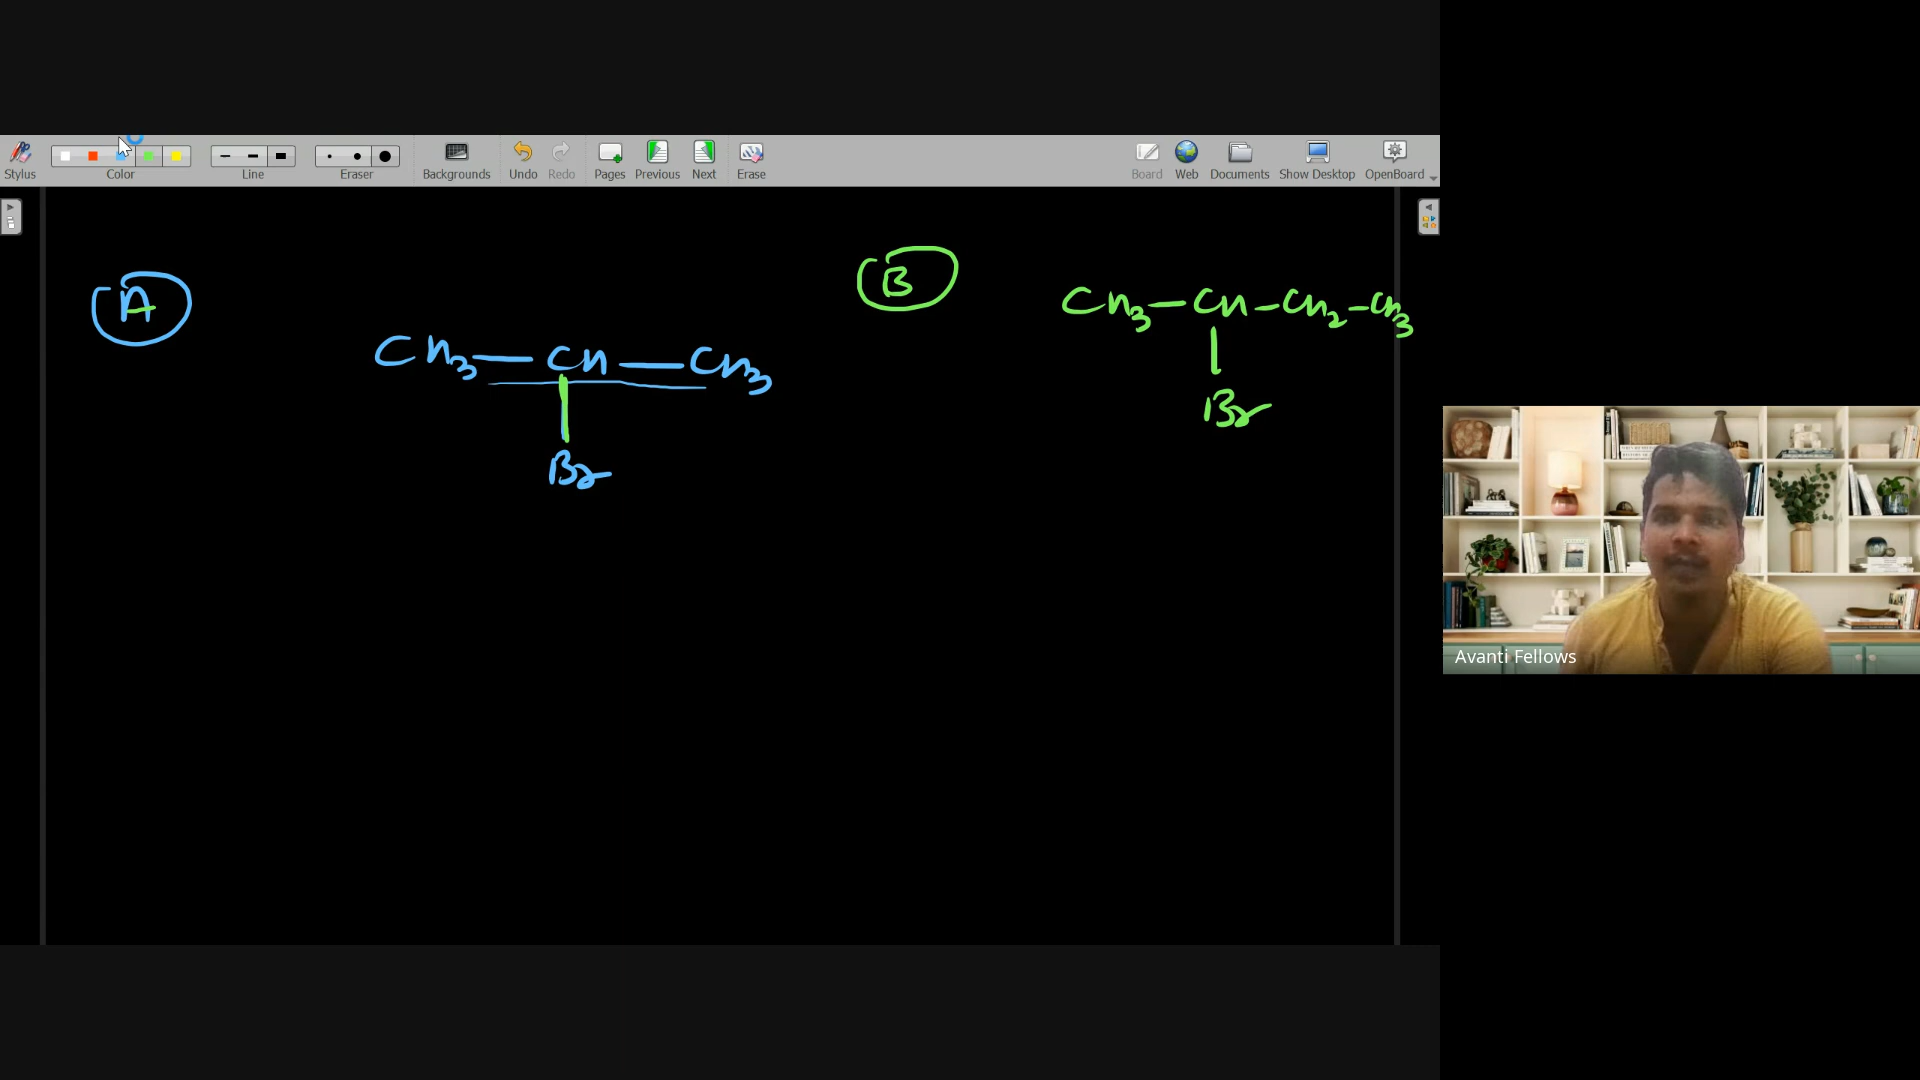 Stylus Color Line Eraser Backgrounds Undo Redo Pages Previous Next Erase Board Web Documents Show Desktop OpenBoard
A
CH3—CH—CH3
Br
B
CH3—CH—CH2—CH3
Br
Avanti Fellows